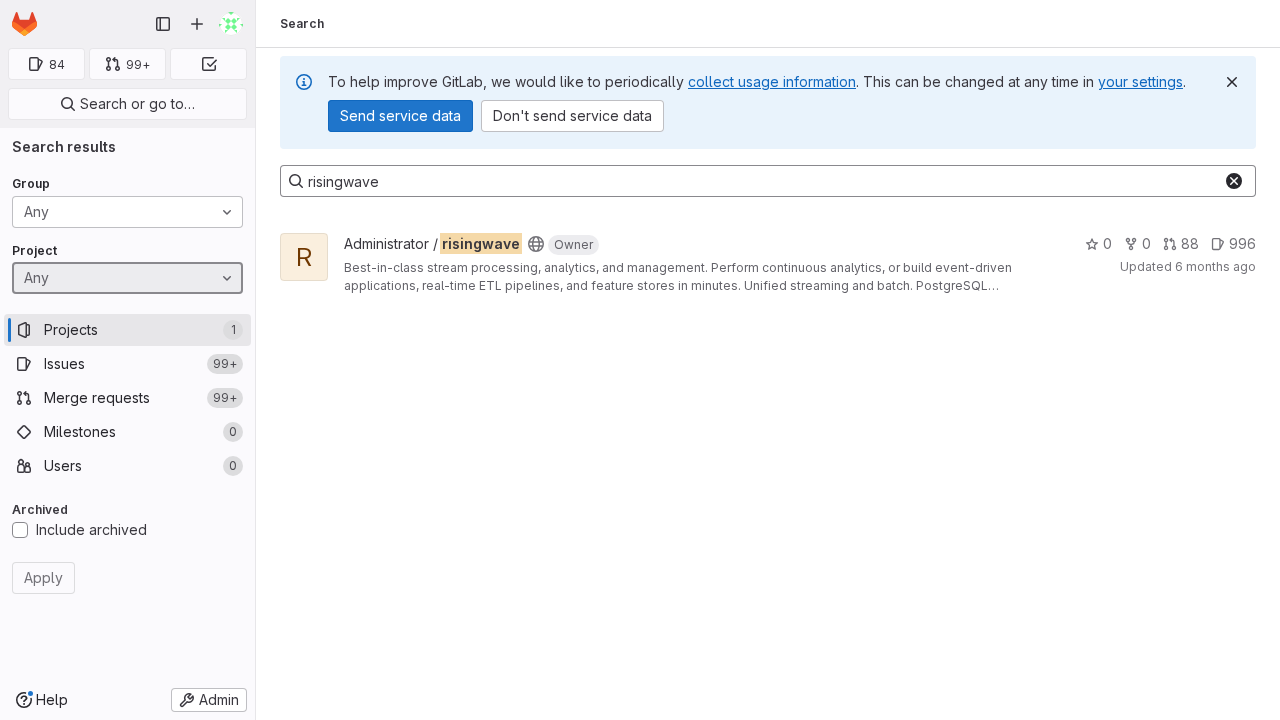 84
99+
Search or go to…
Search results
Group
Any
Project
Any
Projects
1
Issues
99+
Merge requests
99+
Milestones
0
Users
0
Archived
Include archived
Apply
Help
Admin
Search
To help improve GitLab, we would like to periodically collect usage information. This can be changed at any time in your settings.
Send service data
Don't send service data
risingwave
R
Administrator / risingwave
Owner
0
0
88
996
Best-in-class stream processing, analytics, and management. Perform continuous analytics, or build event-driven
applications, real-time ETL pipelines, and feature stores in minutes. Unified streaming and batch. PostgreSQL…
Updated 6 months ago